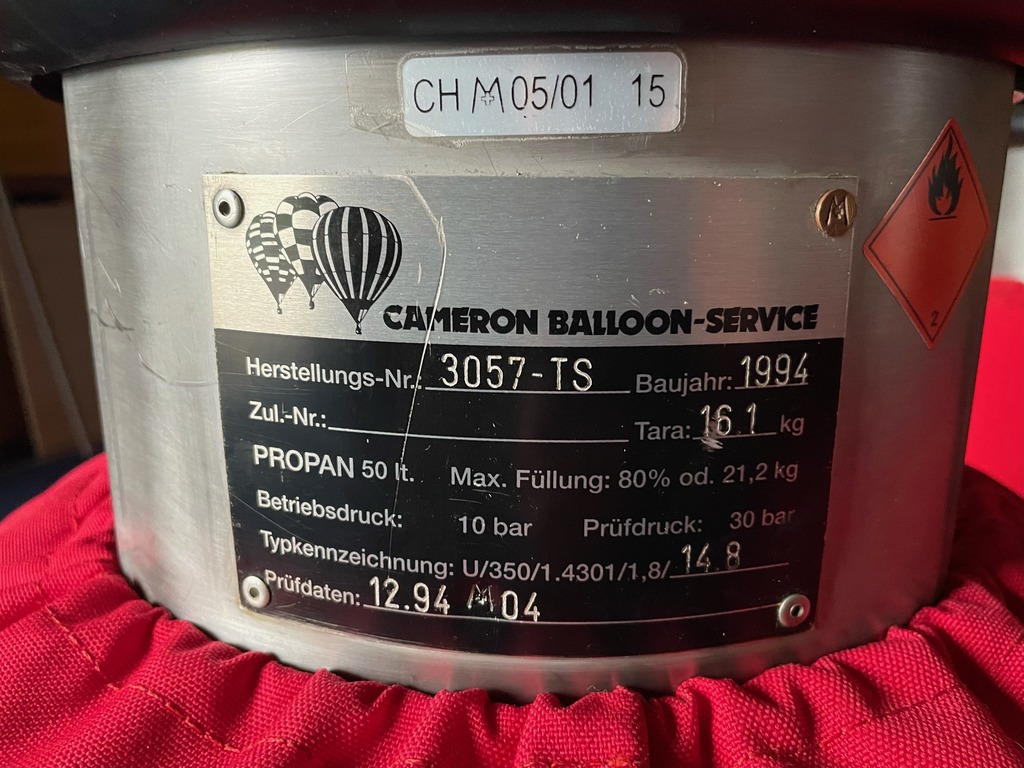 CH M 05/01 15
M
CAMERON BALLOON-SERVICE
Herstellungs-Nr.: 3057-TS Baujahr: 1994
Zul.-Nr.: Tara: 16.1 kg
PROPAN 50 lt. Max. Füllung: 80% od. 21,2 kg
Betriebsdruck: 10 bar Prüfdruck: 30 bar
Typkennzeichnung: U/350/1.4301/1,8/ 14.8
Prüfdaten: 12.94 M 04
2